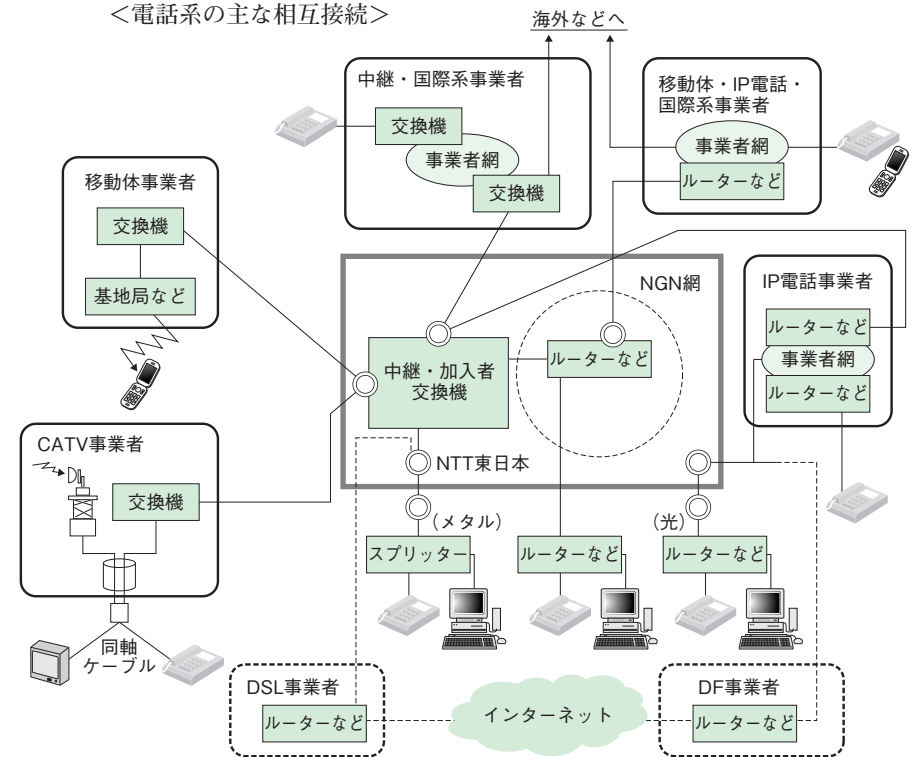 ＜電話系の主な相互接続＞
海外などへ
中継・国際系事業者
交換機
事業者網
交換機
移動体・IP電話・
国際系事業者
事業者網
ルーターなど
移動体事業者
交換機
基地局など
NGN網
中継・加入者
交換機
ルーターなど
NTT東日本
IP電話事業者
ルーターなど
事業者網
ルーターなど
CATV事業者
交換機
同軸
ケーブル
（メタル）
スプリッター
ルーターなど
（光）
ルーターなど
DSL事業者
ルーターなど
インターネット
DF事業者
ルーターなど